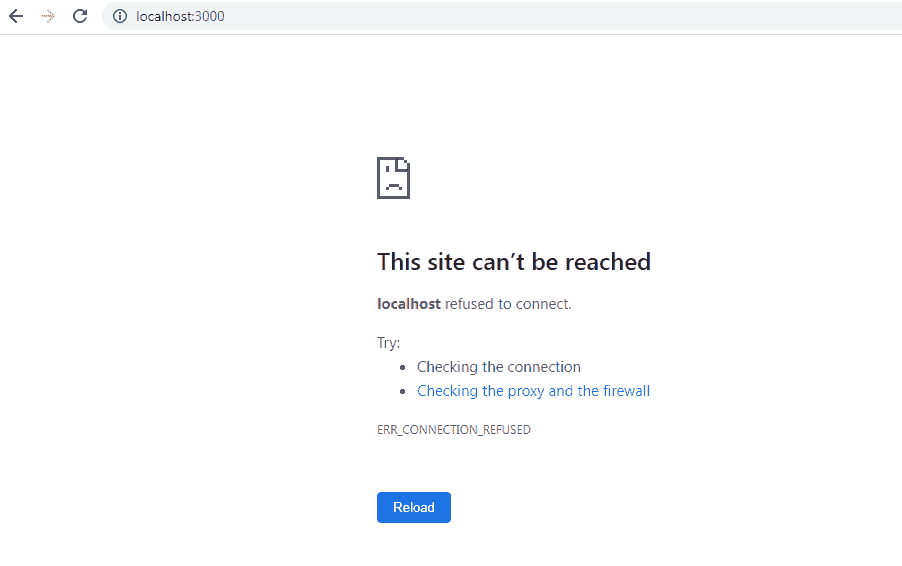 localhost:3000
This site can’t be reached
localhost refused to connect.
Try:
Checking the connection
Checking the proxy and the firewall
ERR_CONNECTION_REFUSED
Reload